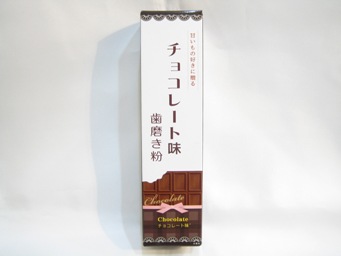 甘いもの好きに贈る
チョコレート味
歯磨き粉
Chocolate
Chocolate
チョコレート味